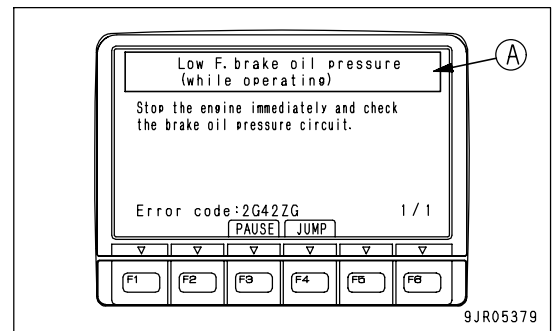 Low F. brake oil pressure
(while operating)
A
Stop the engine immediately and check
the brake oil pressure circuit.
Error code:2G42ZG 1/1
PAUSE JUMP
F1 F2 F3 F4 F5 F6
9JR05379